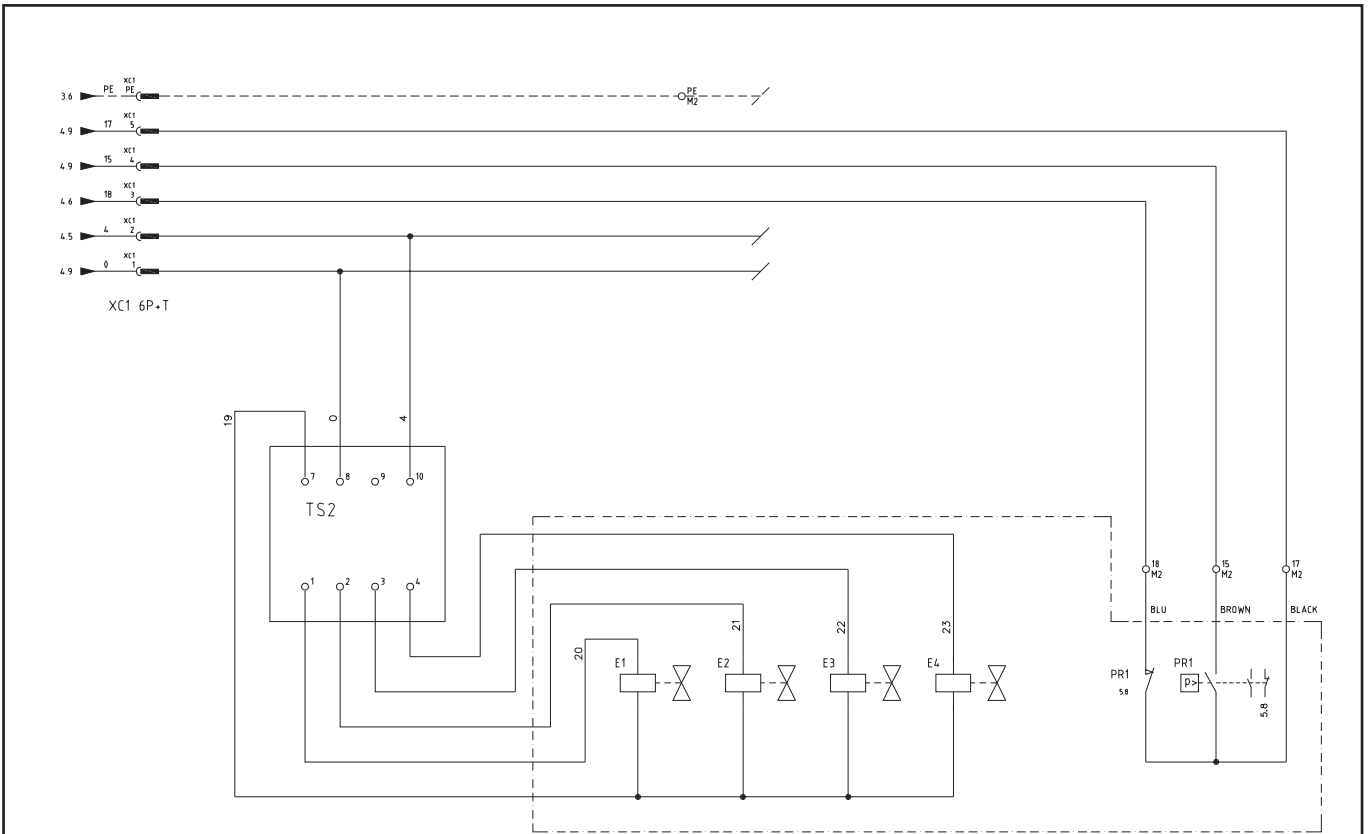 XC1
3.6 PE PE
PE
M2
XC1
4.9 17 5
XC1
4.9 15 4
XC1
4.6 18 3
XC1
4.5 4 2
XC1
4.9 0 1
XC1 6P+T
19 0 4
7 8 9 10
TS2
1 2 3 4
18 15 17
M2 M2 M2
BLU BROWN BLACK
20 21 22 23
E1 E2 E3 E4
PR1 PR1
5.8 P> 5.8